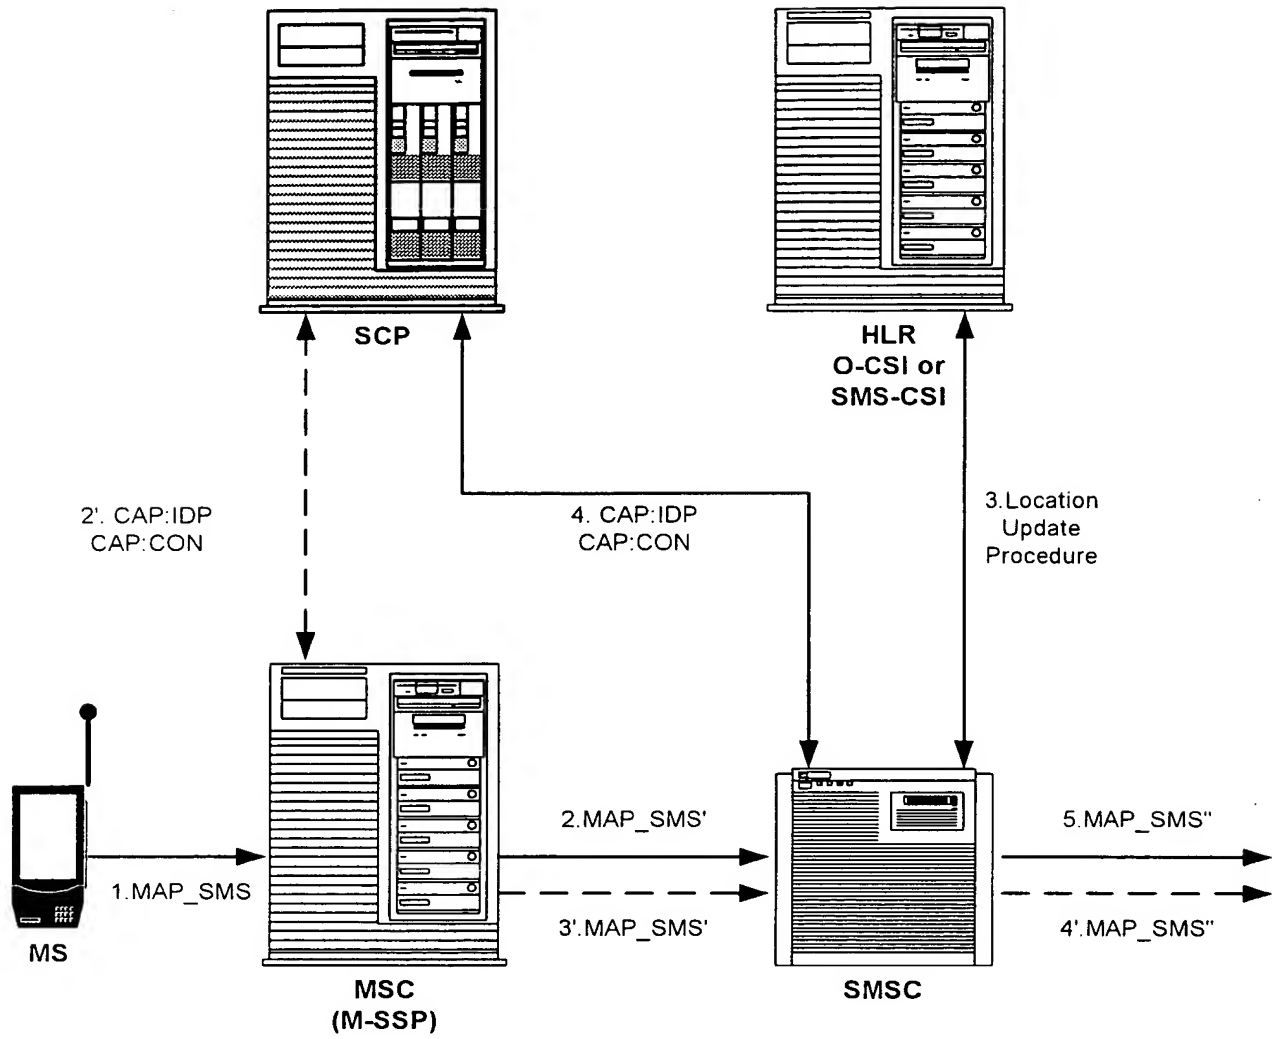 SCP
HLR
O-CSI or
SMS-CSI
2'. CAP:IDP
CAP:CON
4. CAP:IDP
CAP:CON
3.Location
Update
Procedure
1.MAP_SMS
2.MAP_SMS'
3'.MAP_SMS'
5.MAP_SMS"
4'.MAP_SMS"
MS
MSC
(M-SSP)
SMSC